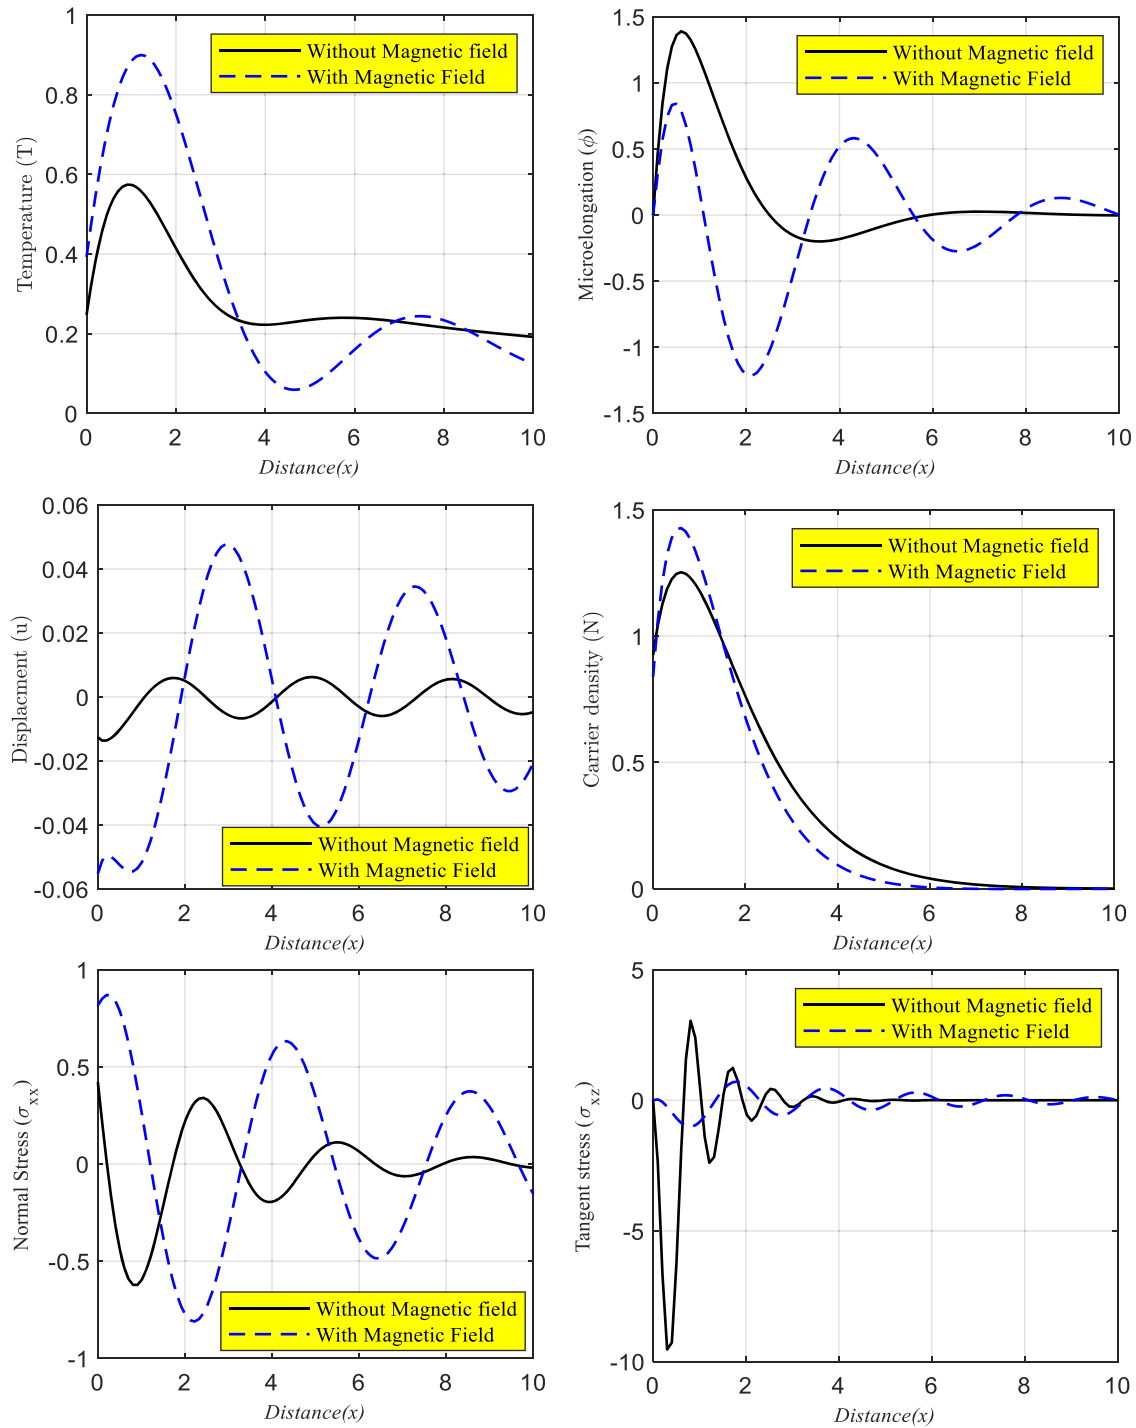 1
0.8
0.6
0.4
0.2
0
Temperature (T)
Without Magnetic field
With Magnetic Field
0 2 4 6 8 10
Distance(x)
1.5
1
0.5
0
-0.5
-1
-1.5
Microelongation (ϕ)
Without Magnetic field
With Magnetic Field
0 2 4 6 8 10
Distance(x)
0.06
0.04
0.02
0
-0.02
-0.04
-0.06
Displacment (u)
Without Magnetic field
With Magnetic Field
0 2 4 6 8 10
Distance(x)
1.5
1
0.5
0
Carrier density (N)
Without Magnetic field
With Magnetic Field
0 2 4 6 8 10
Distance(x)
1
0.5
0
-0.5
-1
Normal Stress (σxx)
Without Magnetic field
With Magnetic Field
0 2 4 6 8 10
Distance(x)
5
0
-5
-10
Tangent stress (σxz)
Without Magnetic field
With Magnetic Field
0 2 4 6 8 10
Distance(x)